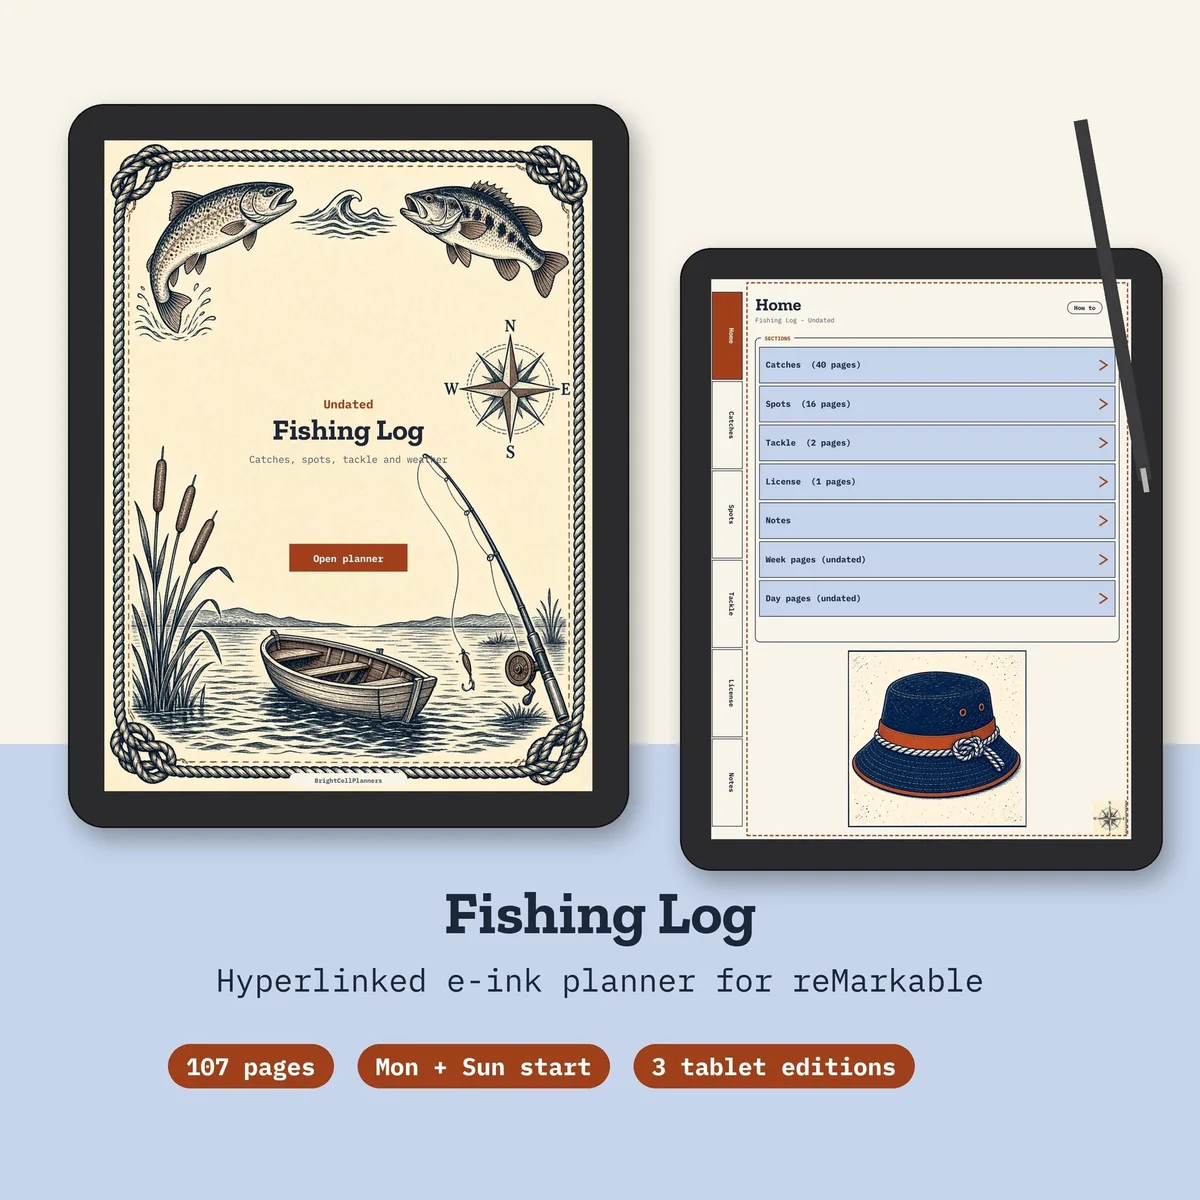 N
W
E
S
Undated
Fishing Log
Catches, spots, tackle and weather
Open planner
BrightCellPlanners
Home
Fishing Log - Undated
How to
SECTIONS
Catches (40 pages)
Spots (16 pages)
Tackle (2 pages)
License (1 pages)
Notes
Week pages (undated)
Day pages (undated)
Home
Catches
Spots
Tackle
License
Notes
Fishing Log
Hyperlinked e-ink planner for reMarkable
107 pages
Mon + Sun start
3 tablet editions